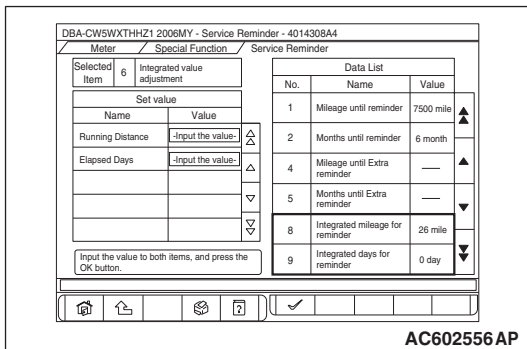 DBA-CW5WXTHHZ1 2006MY - Service Reminder - 4014308A4
Meter
Special Function
Service Reminder
Selected Item
6
Integrated value adjustment
Set value
Name
Value
Running Distance
-Input the value-
Elapsed Days
-Input the value-
Input the value to both items, and press the OK button.
Data List
No.
Name
Value
1
Mileage until reminder
7500 mile
2
Months until reminder
6 month
4
Mileage until Extra reminder
5
Months until Extra reminder
8
Integrated mileage for reminder
26 mile
9
Integrated days for reminder
0 day
?
AC602556AP